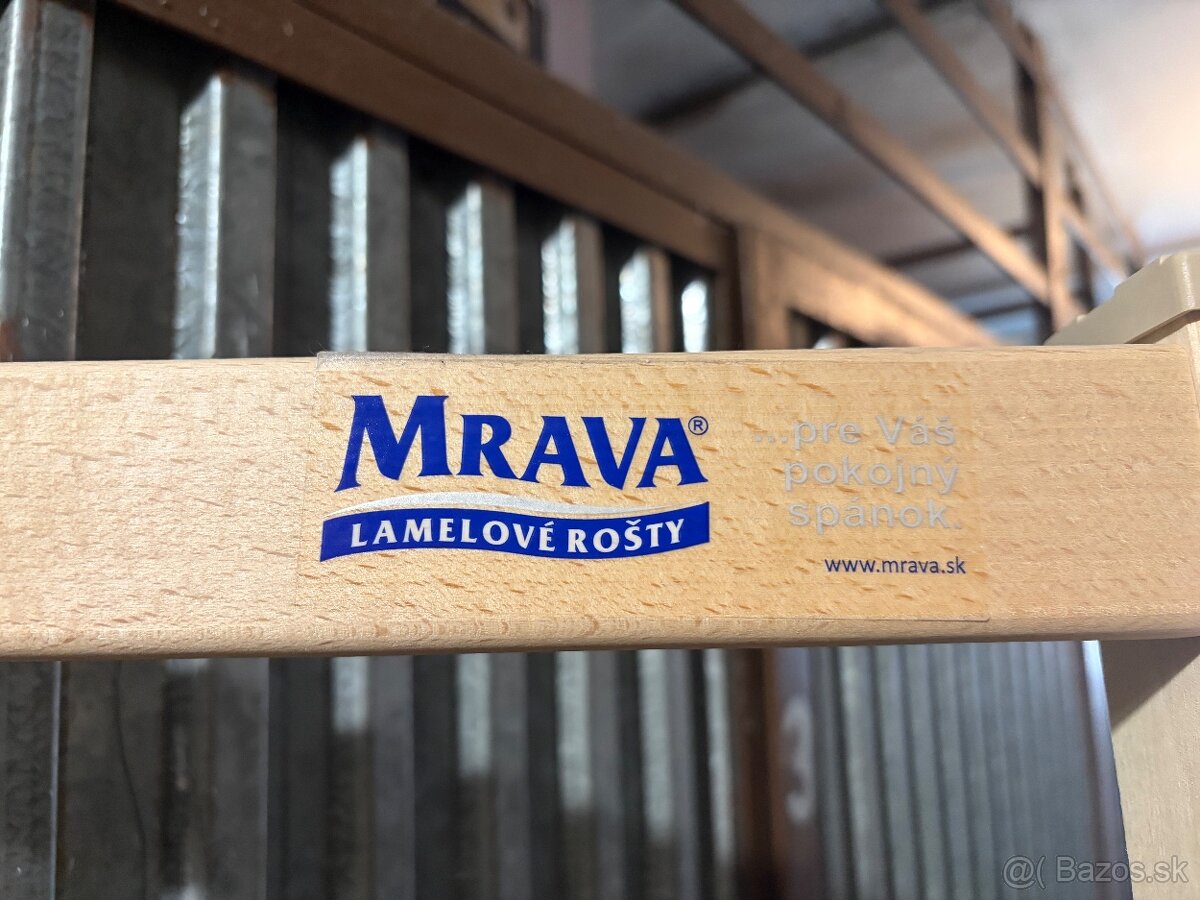 MRAVA®
LAMELOVÉ ROŠTY
...pre Váš
pokojný
spánok.
www.mrava.sk
@( Bazos.sk